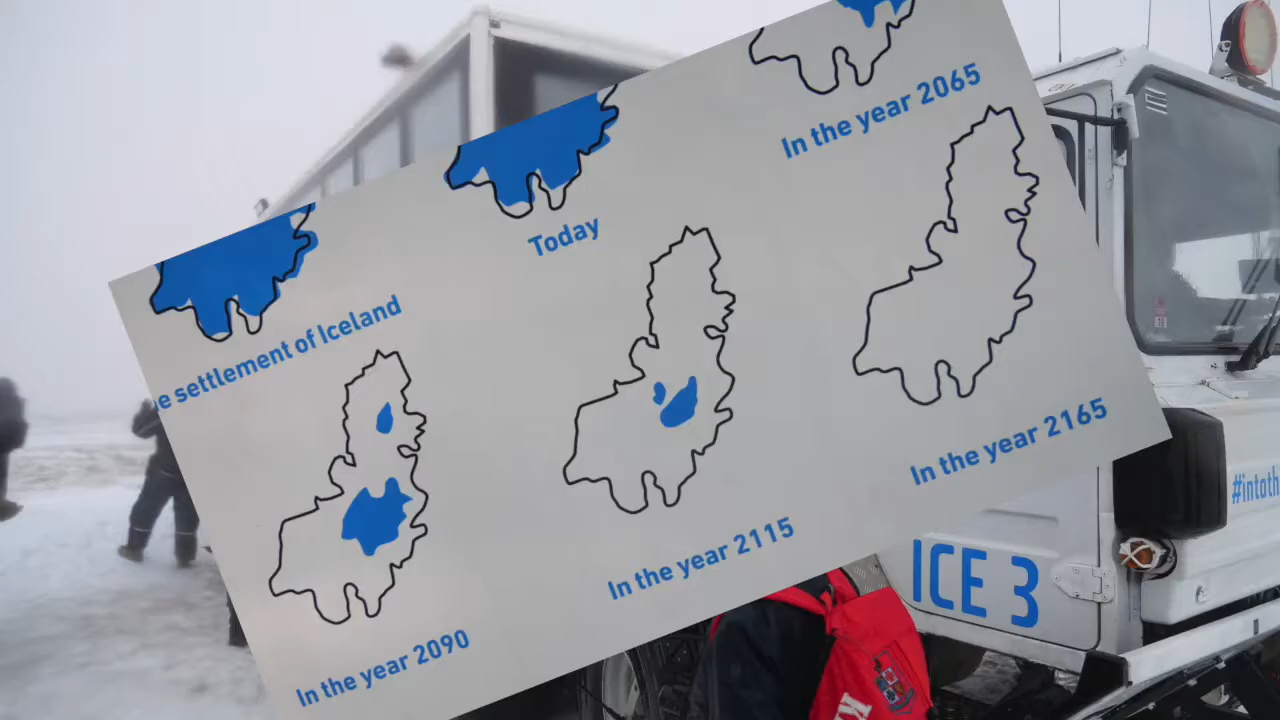 In the year 2065
Today
settlement of Iceland
In the year 2165
In the year 2115
In the year 2090
#intoth
ICE 3